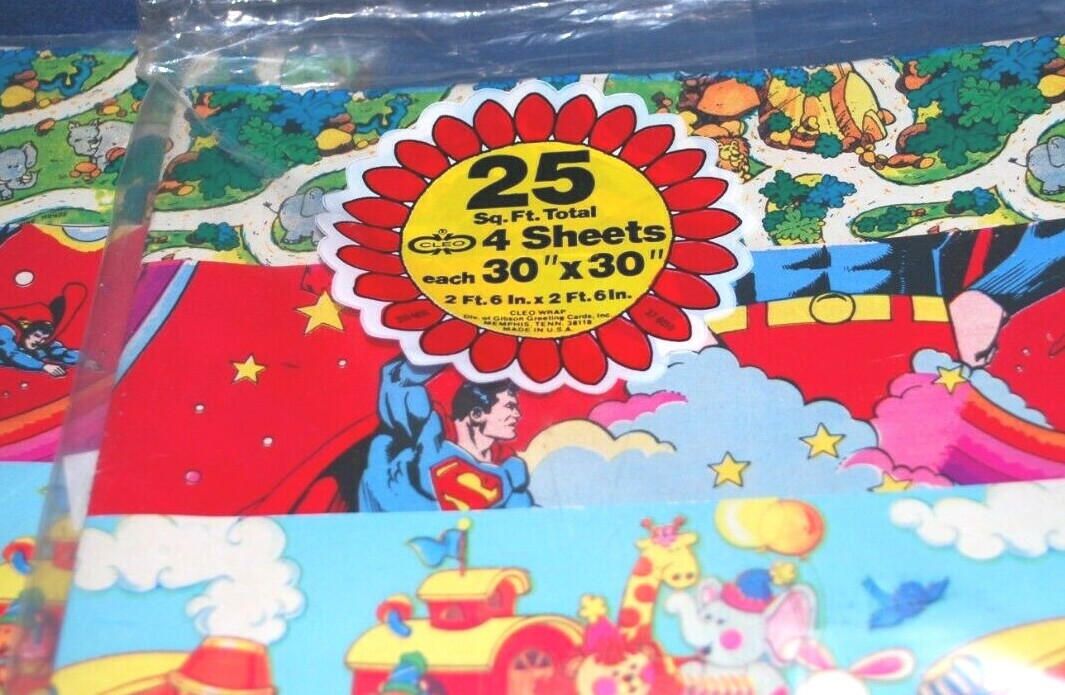 25
Sq. Ft. Total
CLEO® 4 Sheets
each 30"x30"
2 Ft. 6 In. x 2 Ft. 6 In.
CLEO WRAP
Div. of Gibson Greeting Cards, Inc.
MEMPHIS, TENN. 38118
MADE IN U.S.A.
S